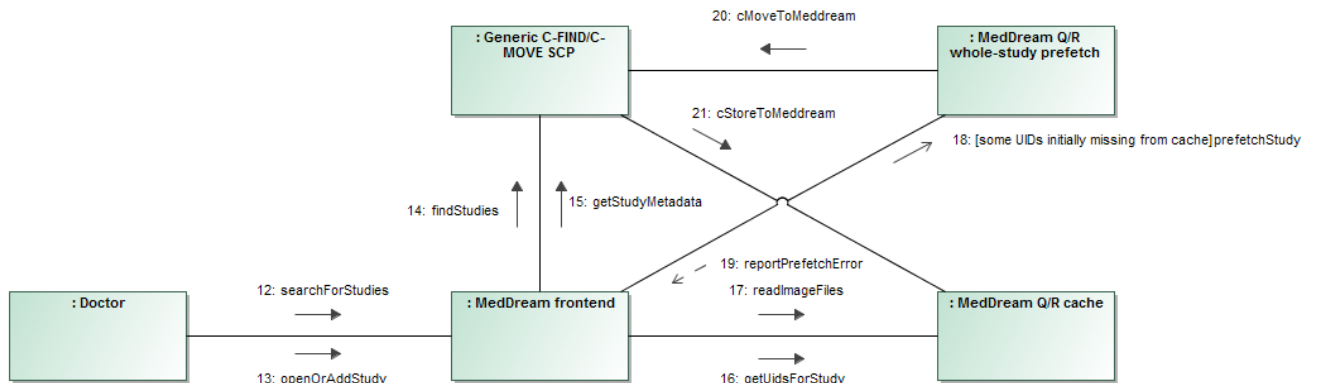 20: cMoveToMeddream
: Generic C-FIND/C-
MOVE SCP
: MedDream Q/R
whole-study prefetch
21: cStoreToMeddream
18: [some UIDs initially missing from cache]prefetchStudy
14: findStudies
15: getStudyMetadata
19: reportPrefetchError
12: searchForStudies
17: readImageFiles
: Doctor
: MedDream frontend
: MedDream Q/R cache
13: openOrAddStudy
16: getUidsForStudy